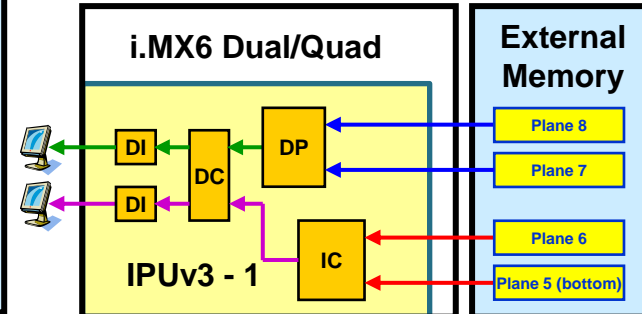 i.MX6 Dual/Quad
External
Memory
Plane 8
DI
DP
DC
Plane 7
DI
Plane 6
IC
IPUv3 - 1
Plane 5 (bottom)